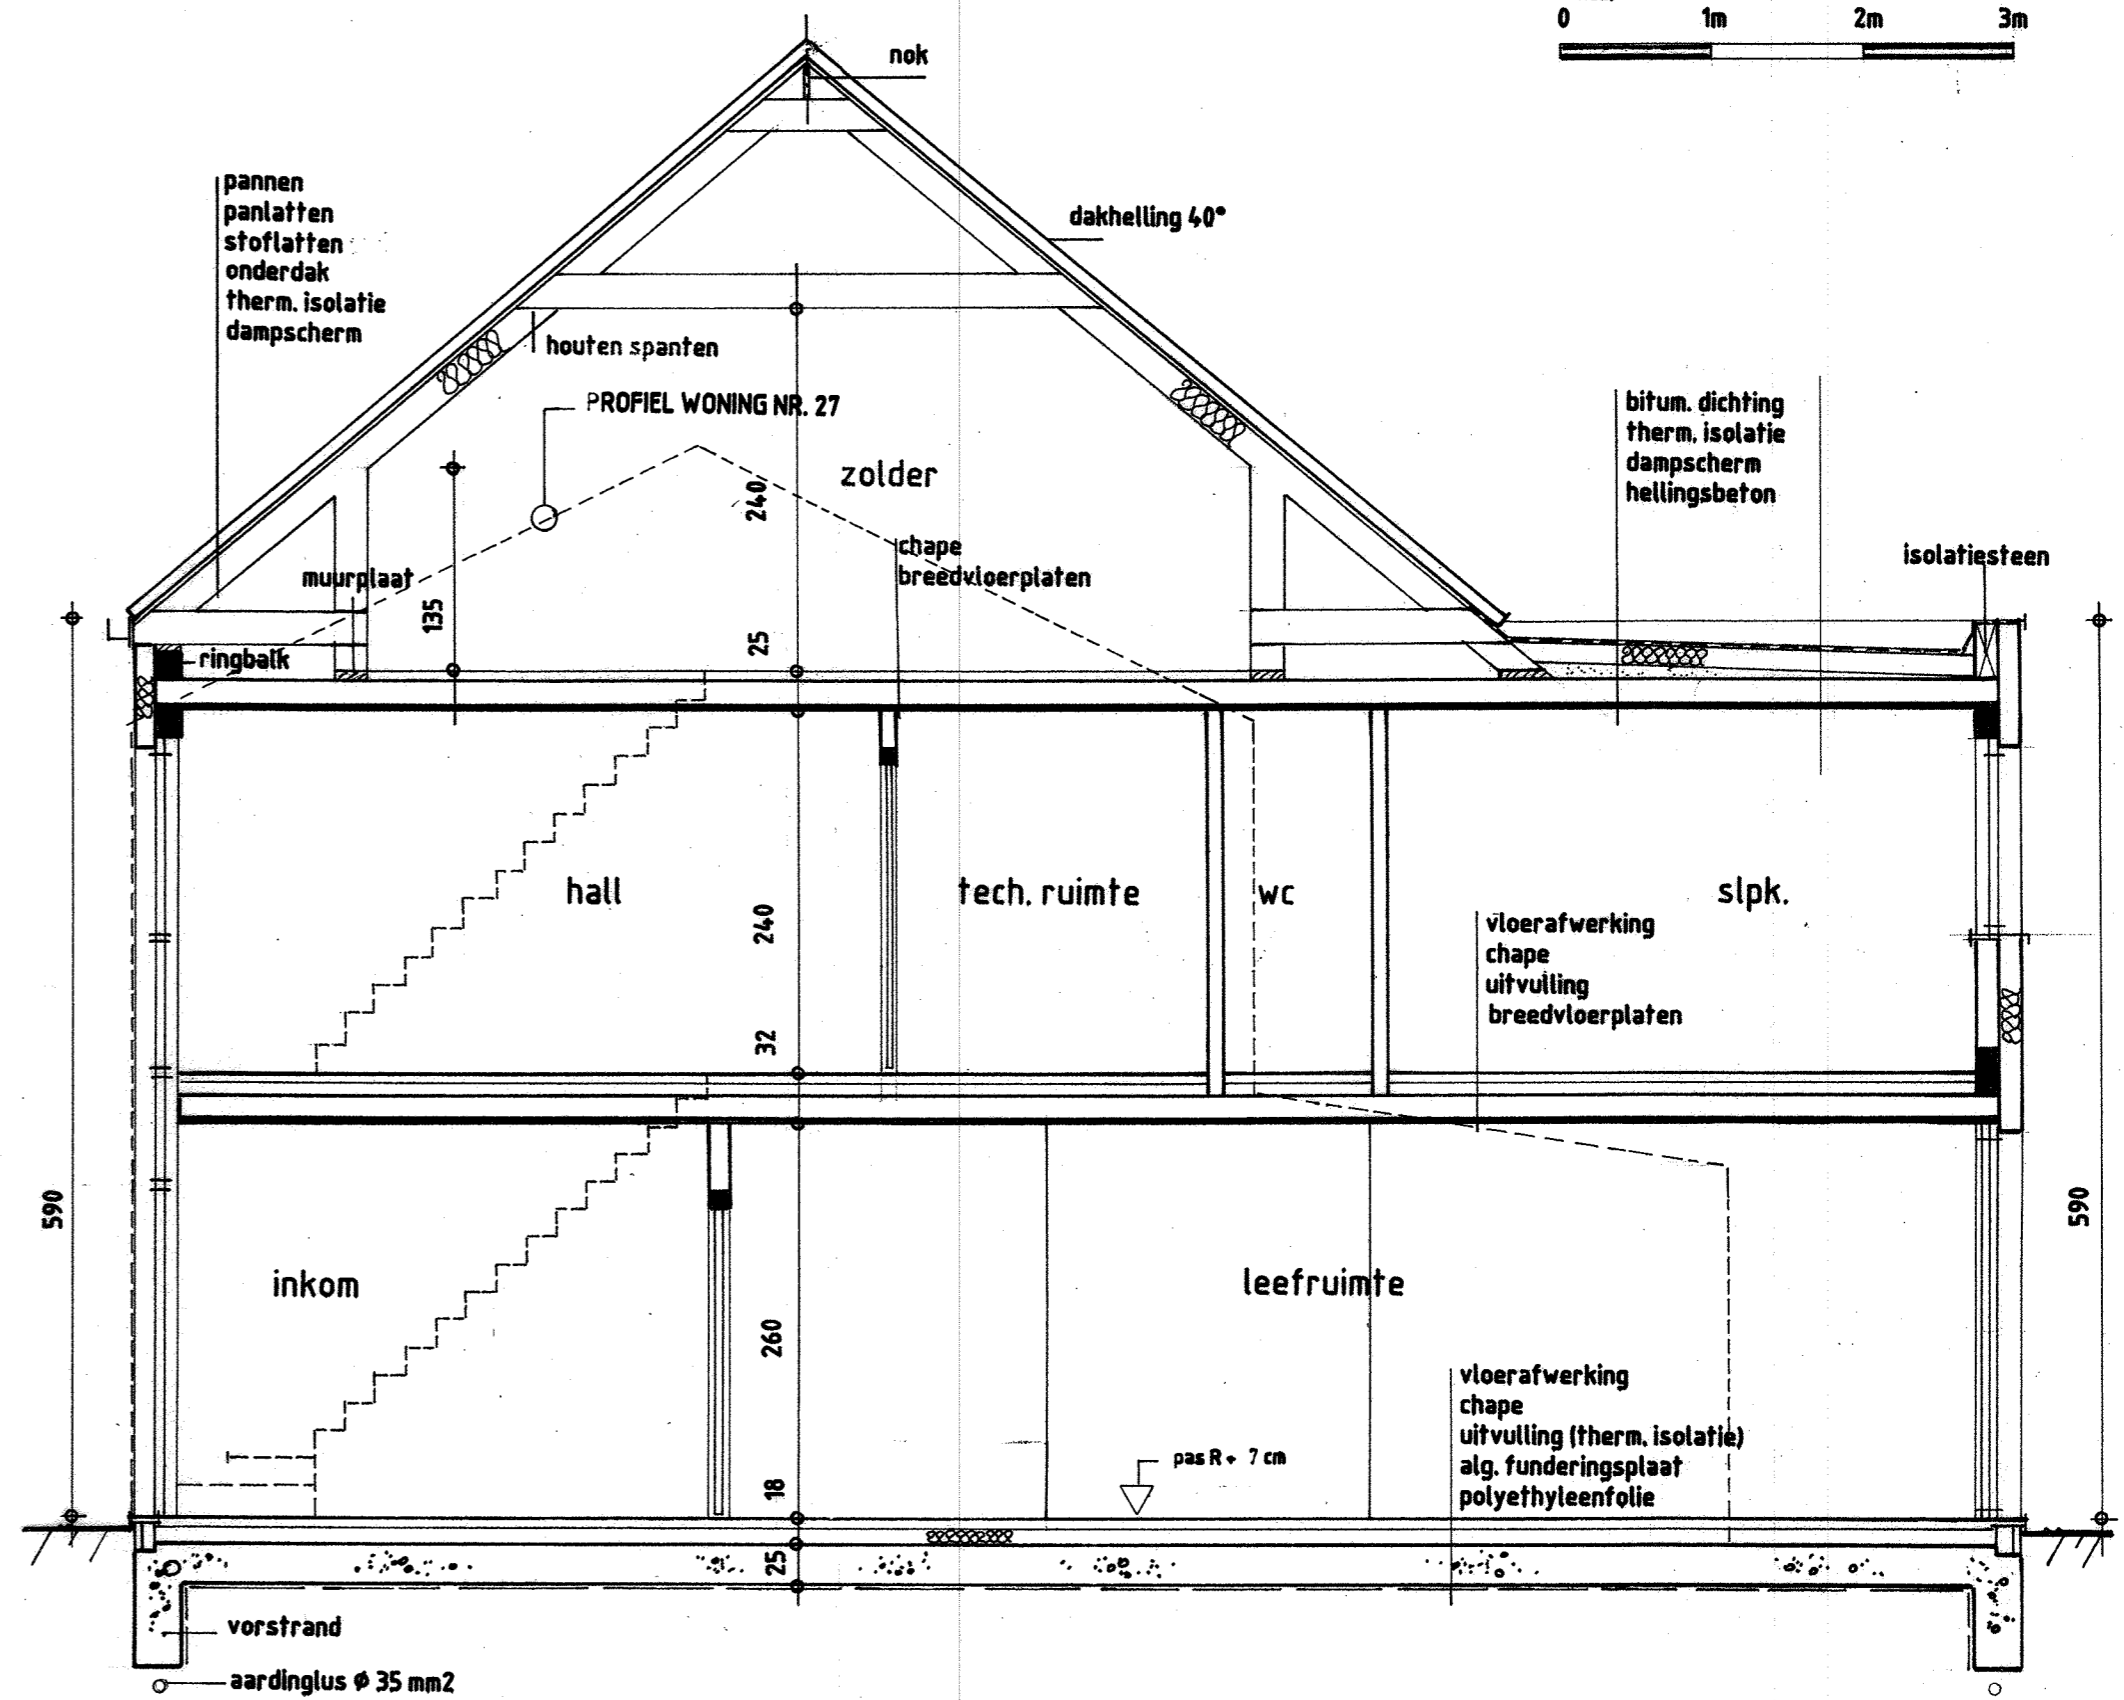 0 1m 2m 3m
nok
pannen
panlatten
stoflatten
onderdak
therm. isolatie
dampscherm
dakhelling 40°
houten spanten
PROFIEL WONING NR. 27
zolder
240
bitum. dichting
therm. isolatie
dampscherm
hellingsbeton
isolatiesteen
chape
breedvloerplaten
muurplaat
135
25
ringbalk
hall
tech. ruimte
wc
slpk.
240
32
vloerafwerking
chape
uitvulling
breedvloerplaten
590
590
inkom
leefruimte
260
18
25
pas R+ 7 cm
vloerafwerking
chape
uitvulling (therm. isolatie)
alg. funderingsplaat
polyethyleenfolie
vorstrand
aardinglus ϕ 35 mm2